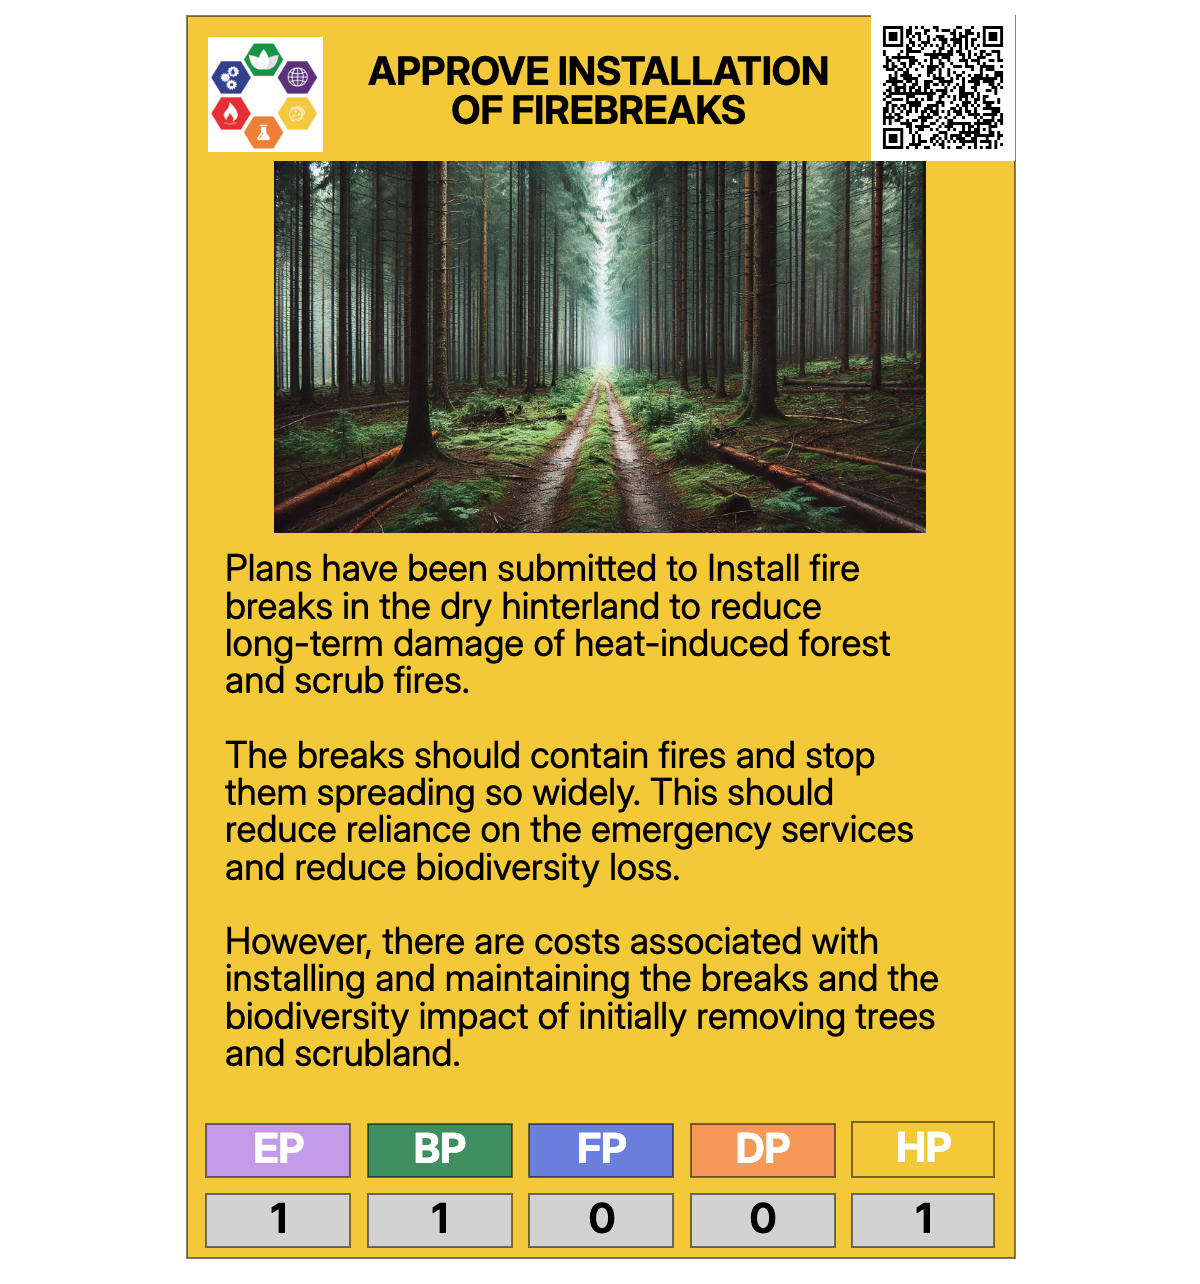 APPROVE INSTALLATION
OF FIREBREAKS
Plans have been submitted to Install fire
breaks in the dry hinterland to reduce
long-term damage of heat-induced forest
and scrub fires.
The breaks should contain fires and stop
them spreading so widely. This should
reduce reliance on the emergency services
and reduce biodiversity loss.
However, there are costs associated with
installing and maintaining the breaks and the
biodiversity impact of initially removing trees
and scrubland.
EP BP FP DP HP
1 1 0 0 1